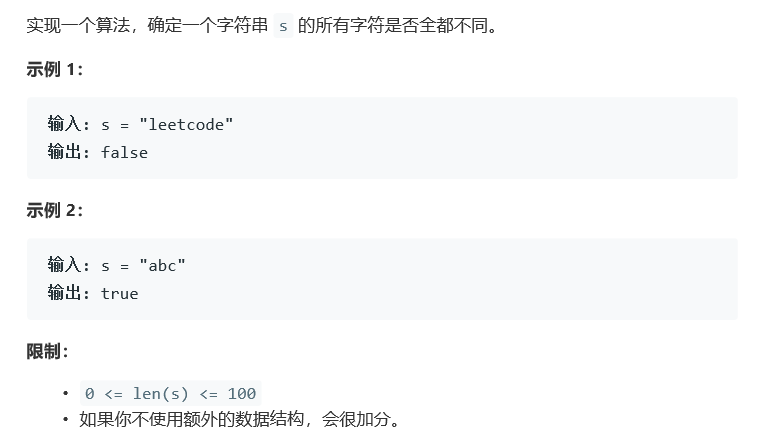 实现一个算法，确定一个字符串 s 的所有字符是否全都不同。
示例 1：
输入: s = "leetcode"
输出: false
示例 2：
输入: s = "abc"
输出: true
限制：
• 0 <= len(s) <= 100
• 如果你不使用额外的数据结构，会很加分。